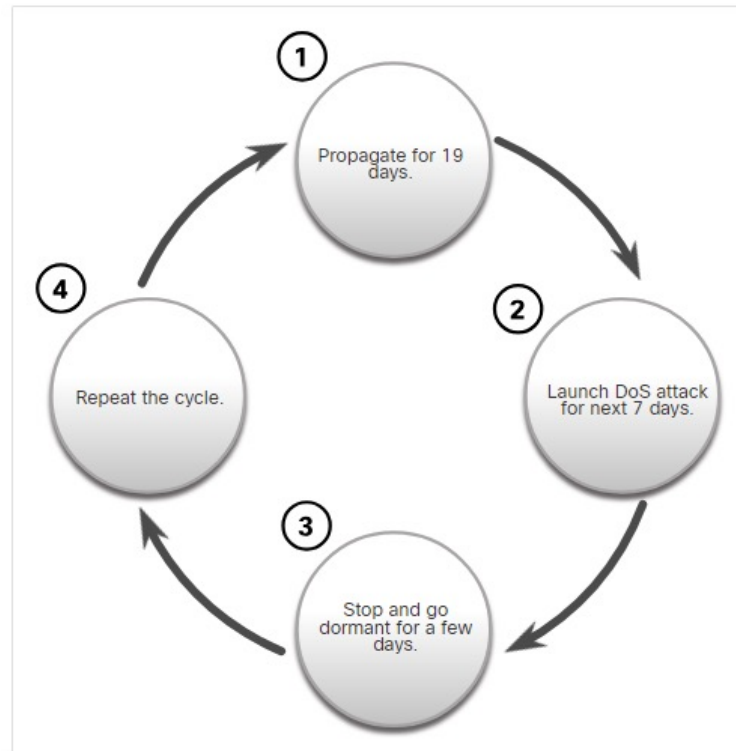 1
Propagate for 19
days.
2
Launch DoS attack
for next 7 days.
3
Stop and go
dormant for a few
days.
4
Repeat the cycle.